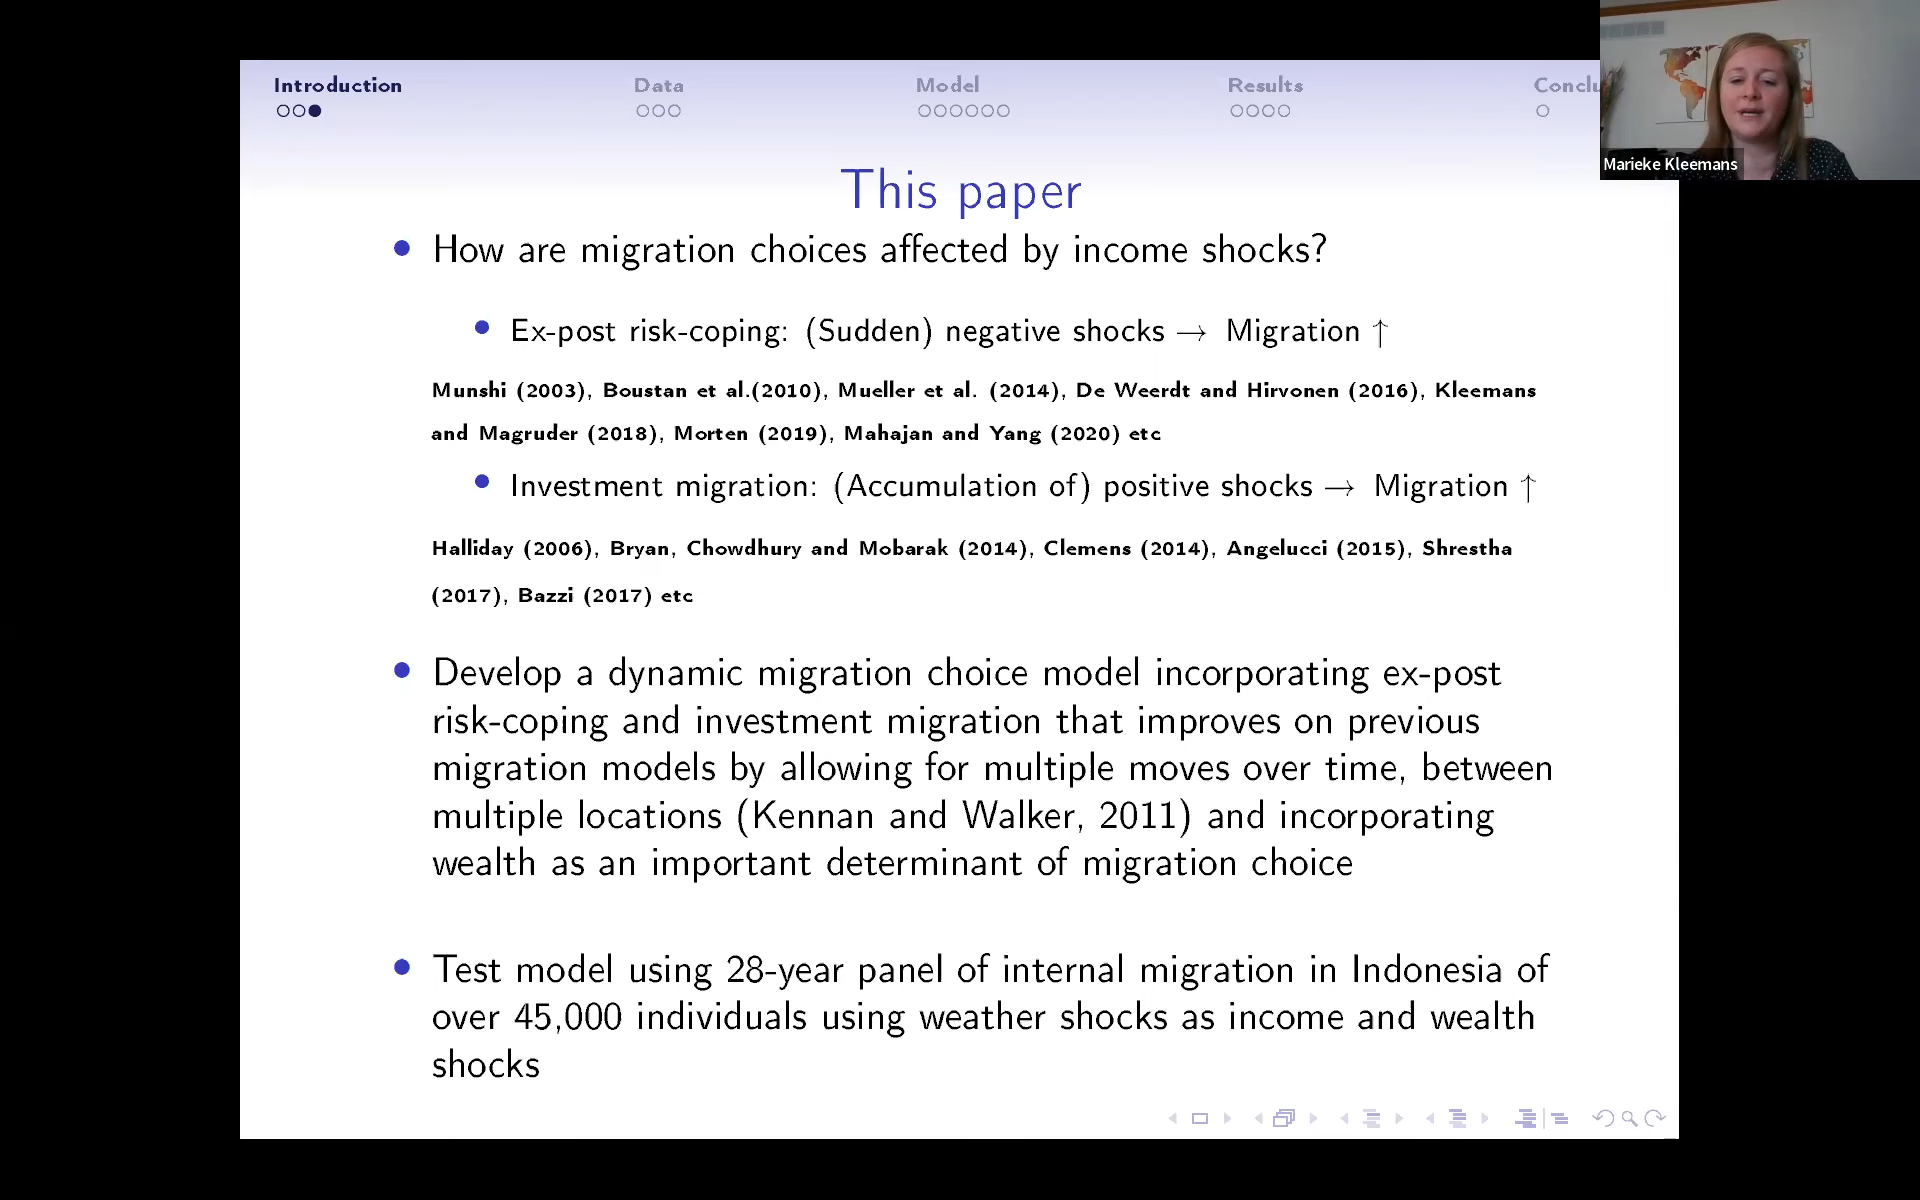 Introduction Data Model Results Conclu
Marieke Kleemans
This paper
• How are migration choices affected by income shocks?
• Ex-post risk-coping: (Sudden) negative shocks → Migration ↑
Munshi (2003), Boustan et al.(2010), Mueller et al. (2014), De Weerdt and Hirvonen (2016), Kleemans
and Magruder (2018), Morten (2019), Mahajan and Yang (2020) etc
• Investment migration: (Accumulation of) positive shocks → Migration ↑
Halliday (2006), Bryan, Chowdhury and Mobarak (2014), Clemens (2014), Angelucci (2015), Shrestha
(2017), Bazzi (2017) etc
• Develop a dynamic migration choice model incorporating ex-post
risk-coping and investment migration that improves on previous
migration models by allowing for multiple moves over time, between
multiple locations (Kennan and Walker, 2011) and incorporating
wealth as an important determinant of migration choice
• Test model using 28-year panel of internal migration in Indonesia of
over 45,000 individuals using weather shocks as income and wealth
shocks